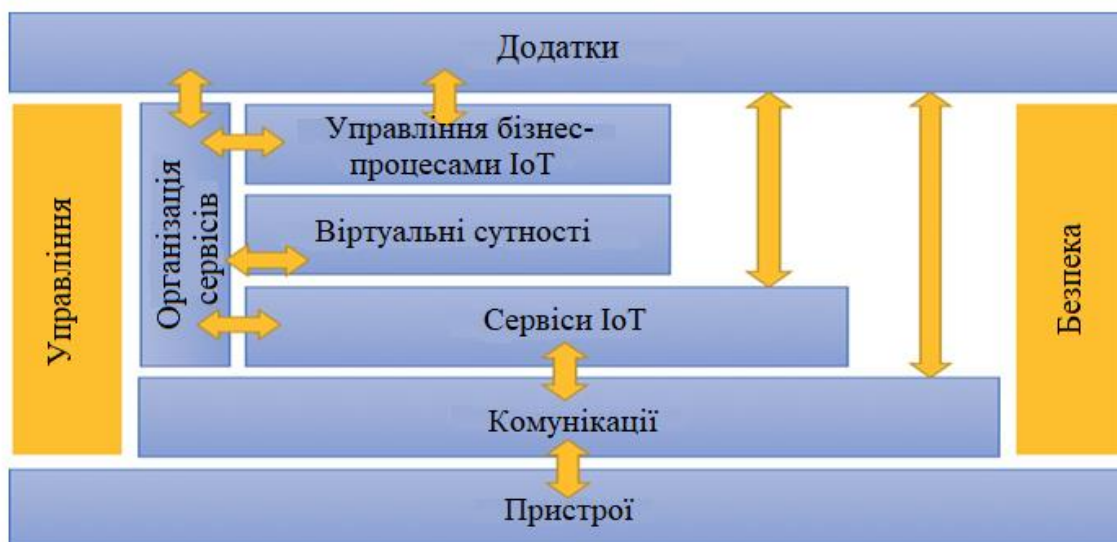 Додатки
Управління
Організація
сервісів
Управління бізнес-
процесами IoT
Віртуальні сутності
Сервіси IoT
Комунікації
Безпека
Пристрої